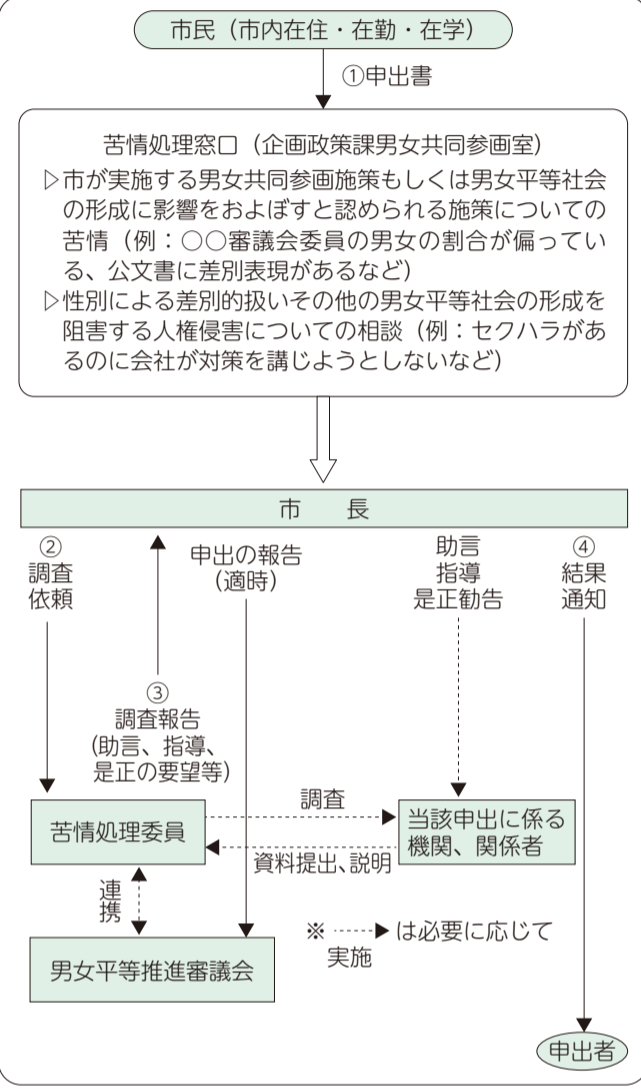 市民（市内在住・在勤・在学）
①申出書
苦情処理窓口（企画政策課男女共同参画室）
▷市が実施する男女共同参画施策もしくは男女平等社会
の形成に影響をおよぼすと認められる施策についての
苦情（例：○○審議会委員の男女の割合が偏ってい
る、公文書に差別表現があるなど）
▷性別による差別的扱いその他の男女平等社会の形成を
阻害する人権侵害についての相談（例：セクハラがあ
るのに会社が対策を講じようとしないなど）
市　長
②
調査
依頼
申出の報告
（適時）
助言
指導
是正勧告
④
結果
通知
③
調査報告
（助言、指導、
是正の要望等）
苦情処理委員
調査
資料提出、説明
当該申出に係る
機関、関係者
連携
男女平等推進審議会
※ は必要に応じて
実施
申出者